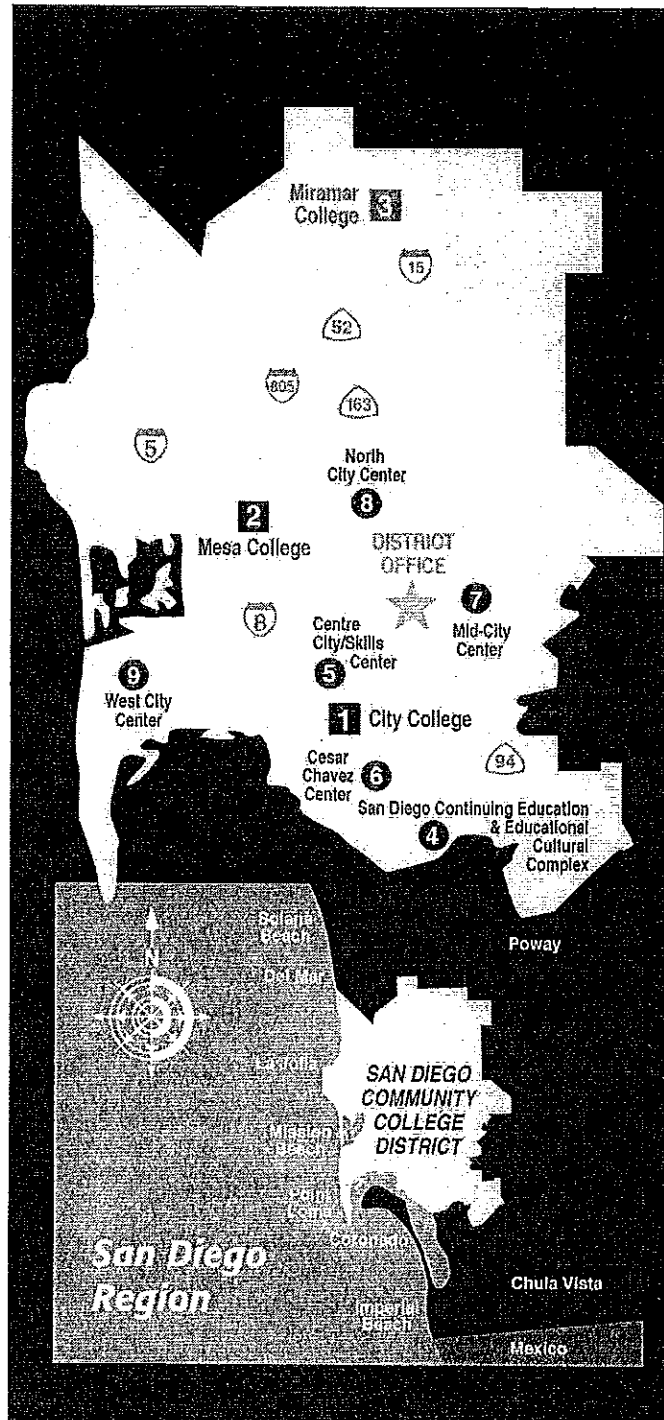 Miramar
College
3
15
52
805
163
5
North
City Center
8
2
Mesa College
DISTRICT
OFFICE
7
Mid-City
Center
8
Centre
City/Skills
Center
5
9
West City
Center
1 City College
Cesar
Chavez
Center
6
94
San Diego Continuing Education
& Educational
Cultural
Complex
4
Solana
Beach
Poway
N
Del Mar
La Jolla
SAN DIEGO
COMMUNITY
COLLEGE
DISTRICT
Mission
Beach
Point
Loma
Coronado
San Diego
Region
Chula Vista
Imperial
Beach
Mexico